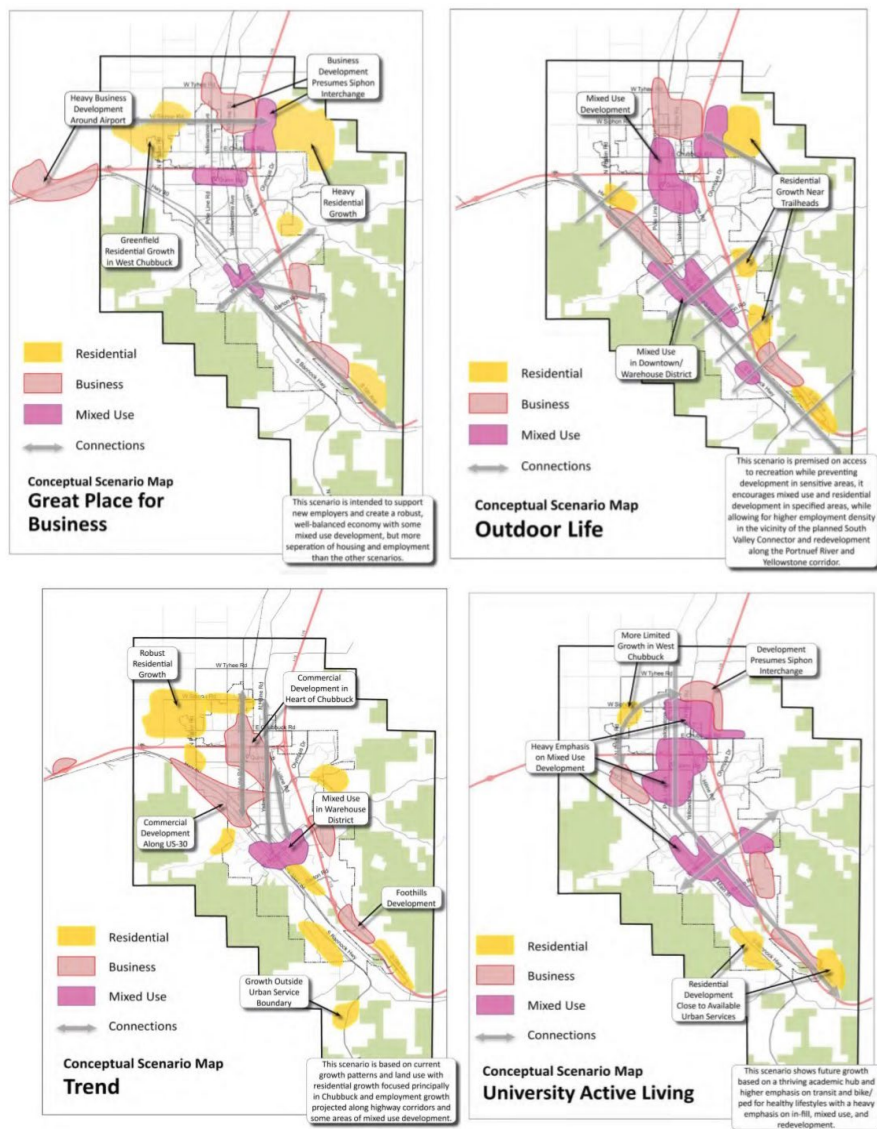 Business
Development
Presumes Siphon
Interchange
W Tyhee Rd
Heavy Business
Development
Around Airport
Heavy
Residential
Growth
Greenfield
Residential Growth
in West Chubbuck
Residential
Business
Mixed Use
Connections
Conceptual Scenario Map
Great Place for
Business
This scenario is intended to support
new employers and create a robust,
well-balanced economy with some
mixed use development, but more
seperation of housing and employment
than the other scenarios.
Mixed Use
Development
W Tyhee Rd
Residential
Growth Near
Trailheads
Mixed Use
in Downtown/
Warehouse District
Residential
Business
Mixed Use
Connections
Conceptual Scenario Map
Outdoor Life
This scenario is premised on access
to recreation while preventing
development in sensitive areas, it
encourages mixed use and residential
development in specified areas, while
allowing for higher employment density
in the vicinity of the planned South
Valley Connector and redevelopment
along the Portnuef River and
Yellowstone corridor.
Robust
Residential
Growth
W Tyhee Rd
Commercial
Development in
Heart of Chubbuck
E Chubbuck Rd
Mixed Use
in Warehouse
District
Commercial
Development
Along US-30
Foothills
Development
Residential
Business
Mixed Use
Connections
Growth Outside
Urban Service
Boundary
Conceptual Scenario Map
Trend
This scenario is based on current
growth patterns and land use with
residential growth focused principally
in Chubbuck and employment growth
projected along highway corridors and
some areas of mixed use development.
More Limited
Growth in West
Chubbuck
W Tyhee Rd
Development
Presumes Siphon
Interchange
Heavy Emphasis
on Mixed Use
Development
Residential
Business
Mixed Use
Connections
Residential
Development
Close to Available
Urban Services
Conceptual Scenario Map
University Active Living
This scenario shows future growth
based on a thriving academic hub and
higher emphasis on transit and bike/
ped for healthy lifestyles with a heavy
emphasis on in-fill, mixed use, and
redevelopment.